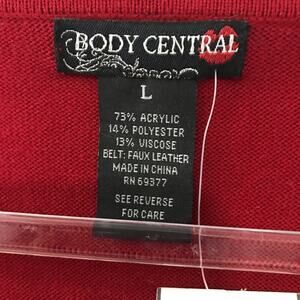 BODY CENTRAL
L
73% ACRYLIC
14% POLYESTER
13% VISCOSE
BELT: FAUX LEATHER
MADE IN CHINA
RN 69377
SEE REVERSE
FOR CARE